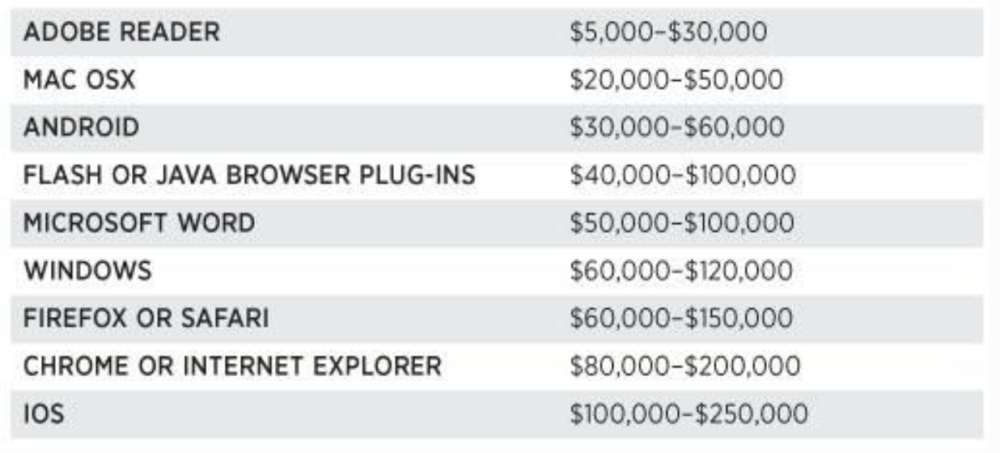 ADOBE READER $5,000–$30,000
MAC OSX $20,000–$50,000
ANDROID $30,000–$60,000
FLASH OR JAVA BROWSER PLUG-INS $40,000–$100,000
MICROSOFT WORD $50,000–$100,000
WINDOWS $60,000–$120,000
FIREFOX OR SAFARI $60,000–$150,000
CHROME OR INTERNET EXPLORER $80,000–$200,000
IOS $100,000–$250,000